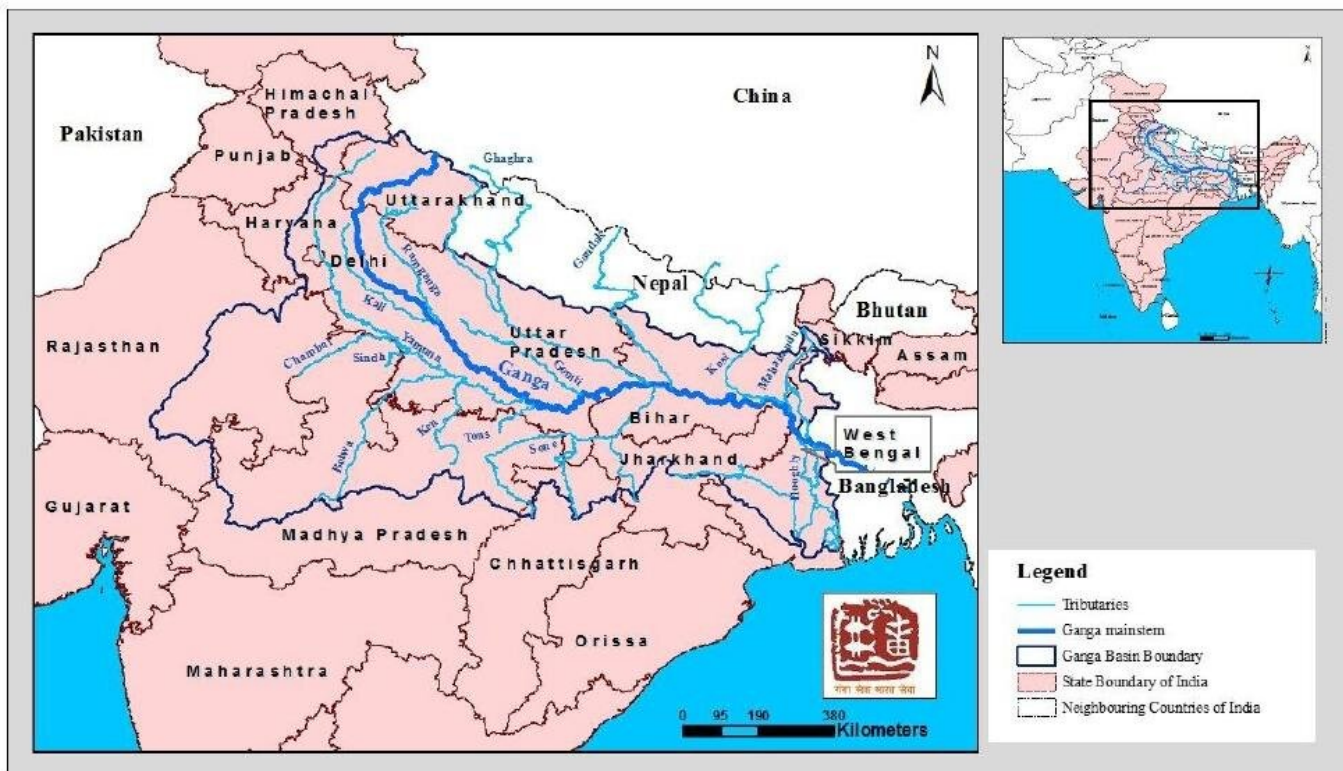 N
China
Himachal
Pradesh
Pakistan
Punjab
Ghaghra
Uttarakhand
Haryana
Delhi
Ramganga
Gandak
Nepal
Bhutan
Kali
Uttar
Pradesh
Sikkim
Assam
Rajasthan
Chambal
Sindh
Yamuna
Ganga
Gomti
Kosi
Mahananda
Bihar
West
Bengal
Betwa
Ken
Tons
Sone
Jharkhand
Hooghly
Bangladesh
Gujarat
Madhya Pradesh
Chhattisgarh
Orissa
Maharashtra
0 95 190 380
Kilometers
Legend
Tributaries
Ganga mainstem
Ganga Basin Boundary
State Boundary of India
Neighbouring Countries of India